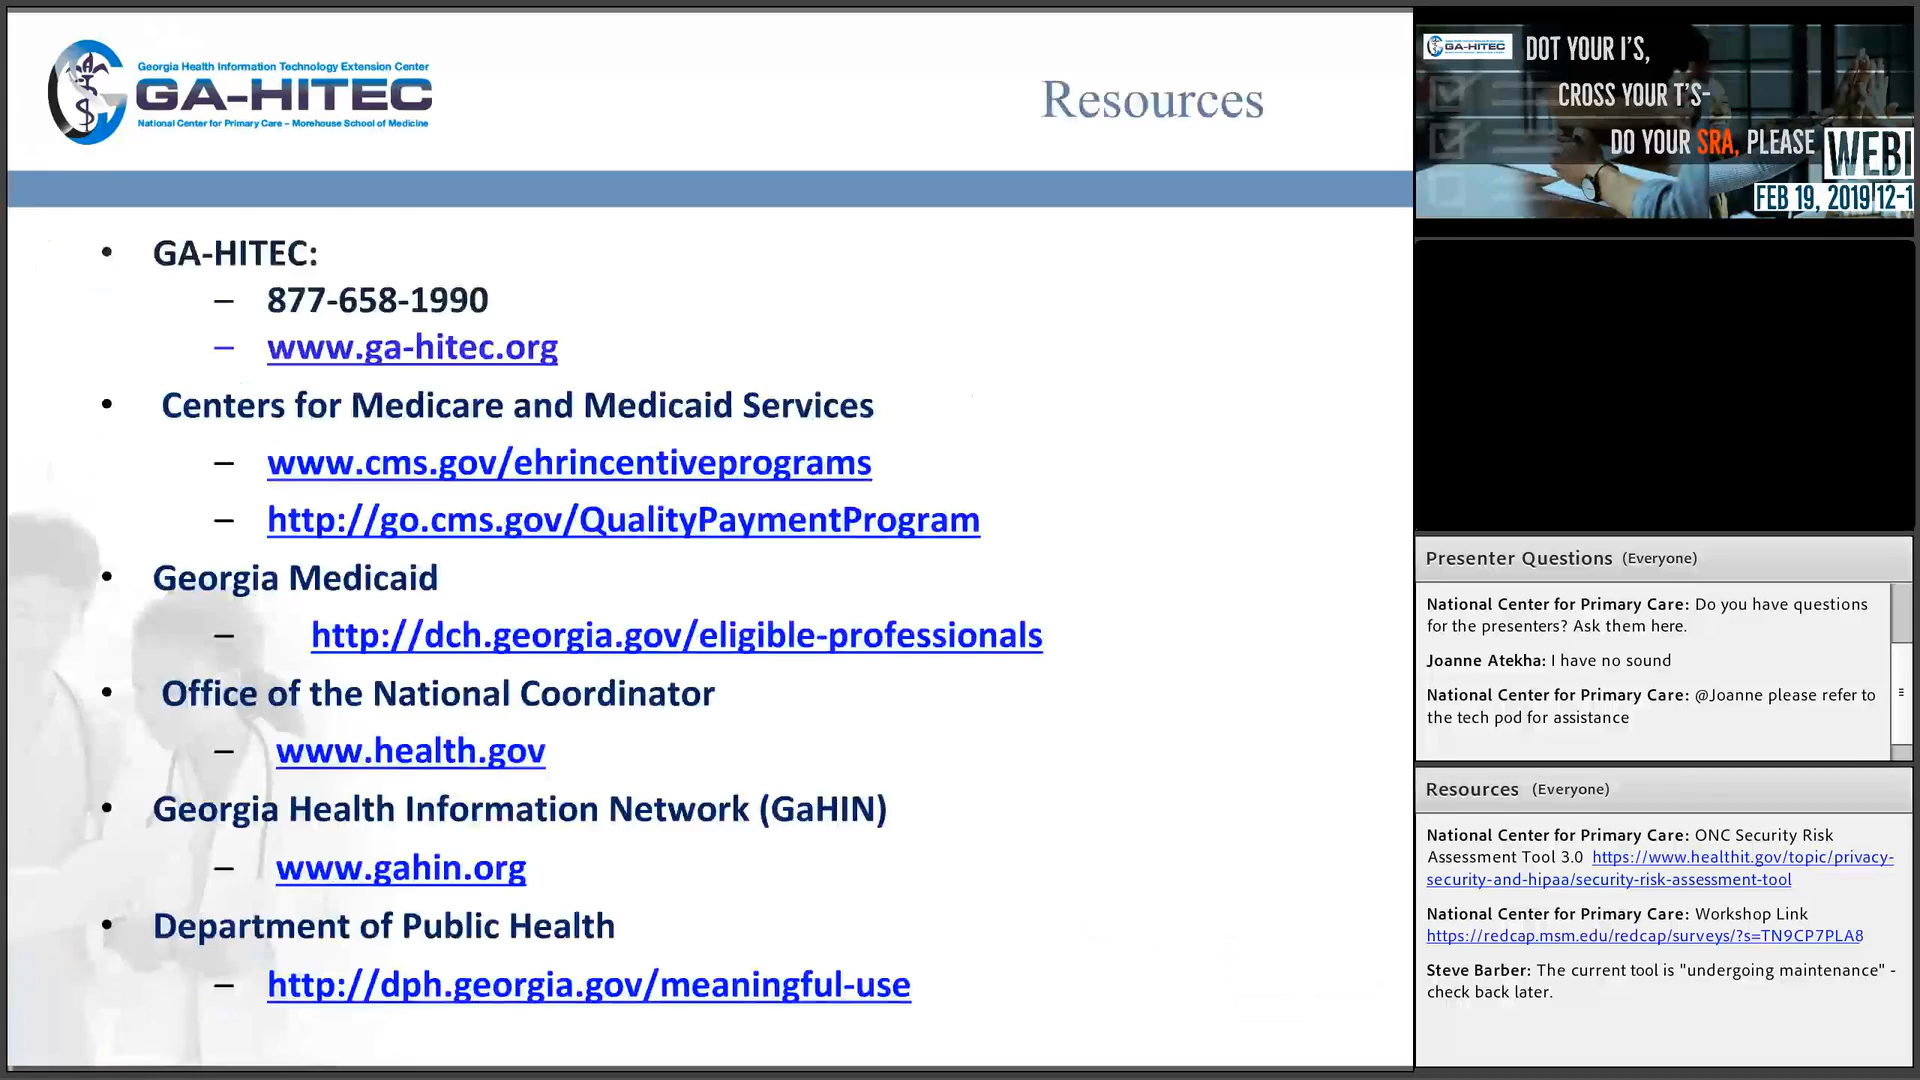 Georgia Health Information Technology Extension Center
GA-HITEC
National Center for Primary Care – Morehouse School of Medicine
Resources
• GA-HITEC:
– 877-658-1990
– www.ga-hitec.org
• Centers for Medicare and Medicaid Services
– www.cms.gov/ehrincentiveprograms
– http://go.cms.gov/QualityPaymentProgram
• Georgia Medicaid
– http://dch.georgia.gov/eligible-professionals
• Office of the National Coordinator
– www.health.gov
• Georgia Health Information Network (GaHIN)
– www.gahin.org
• Department of Public Health
– http://dph.georgia.gov/meaningful-use
GA-HITEC
DOT YOUR I'S,
CROSS YOUR T'S-
DO YOUR SRA, PLEASE
WEBI
FEB 19, 2019 12-1
Presenter Questions (Everyone)
National Center for Primary Care: Do you have questions
for the presenters? Ask them here.
Joanne Atekha: I have no sound
National Center for Primary Care: @Joanne please refer to
the tech pod for assistance
Resources (Everyone)
National Center for Primary Care: ONC Security Risk
Assessment Tool 3.0 https://www.healthit.gov/topic/privacy-
security-and-hipaa/security-risk-assessment-tool
National Center for Primary Care: Workshop Link
https://redcap.msm.edu/redcap/surveys/?s=TN9CP7PLA8
Steve Barber: The current tool is "undergoing maintenance" -
check back later.